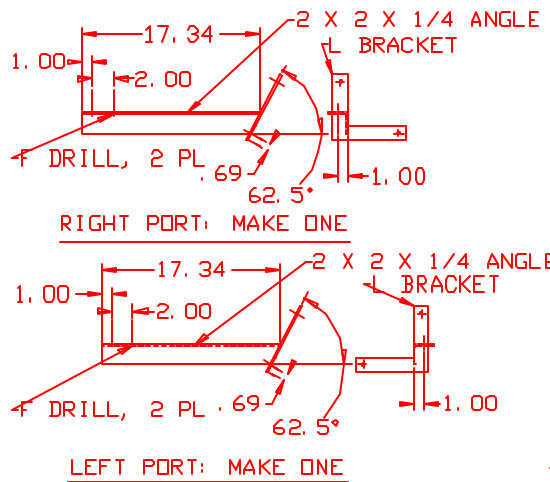 2 X 2 X 1/4 ANGLE
17.34
L BRACKET
1.00
2.00
F DRILL, 2 PL
.69
62.5°
1.00
RIGHT PORT: MAKE ONE
2 X 2 X 1/4 ANGLE
17.34
L BRACKET
1.00
2.00
F DRILL, 2 PL
.69
1.00
62.5°
LEFT PORT: MAKE ONE